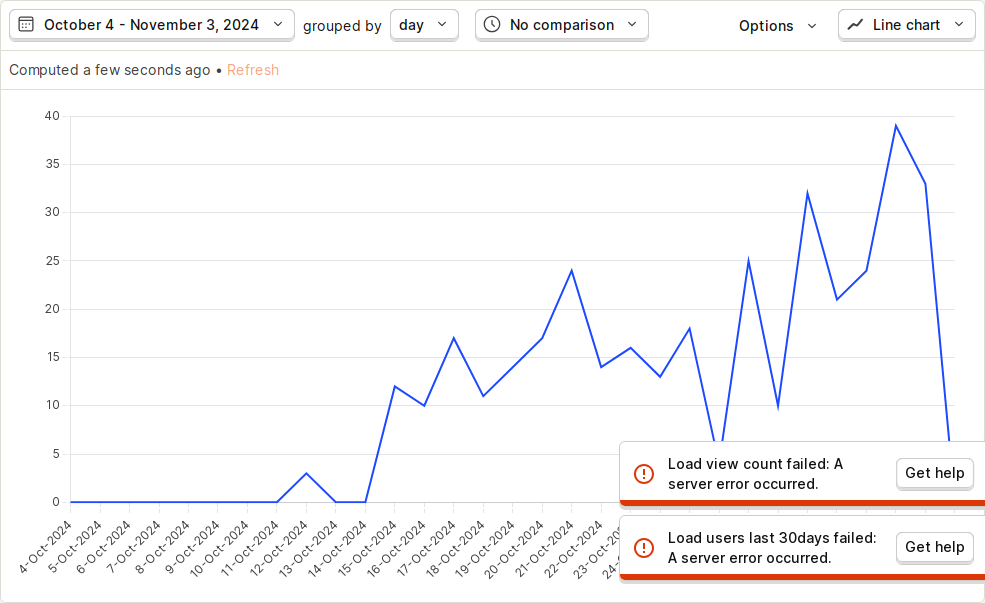 October 4 - November 3, 2024 grouped by day No comparison Options Line chart
Computed a few seconds ago • Refresh
40
35
30
25
20
15
10
5
0
4-Oct-2024
5-Oct-2024
6-Oct-2024
7-Oct-2024
8-Oct-2024
9-Oct-2024
10-Oct-2024
11-Oct-2024
12-Oct-2024
13-Oct-2024
14-Oct-2024
15-Oct-2024
16-Oct-2024
17-Oct-2024
18-Oct-2024
19-Oct-2024
20-Oct-2024
21-Oct-2024
22-Oct-2024
Load view count failed: A
server error occurred.
Get help
Load users last 30days failed:
A server error occurred.
Get help